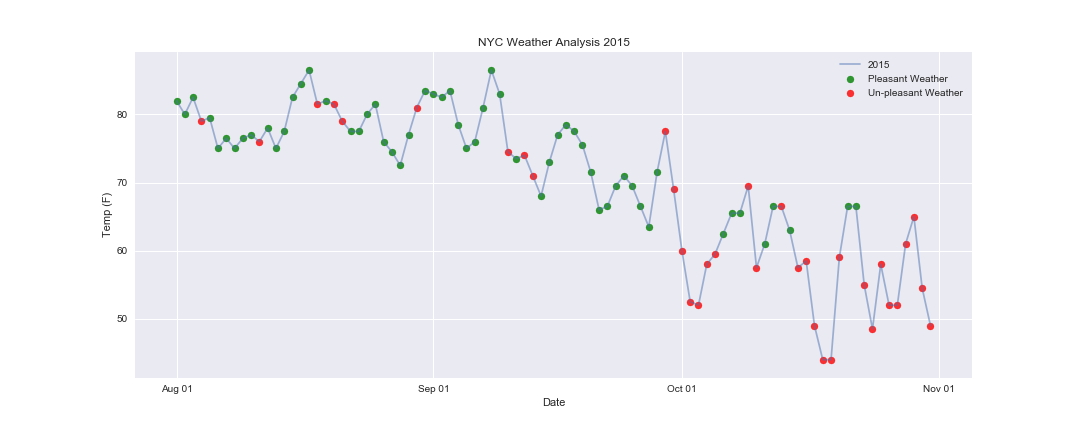 NYC Weather Analysis 2015
2015
Pleasant Weather
Un-pleasant Weather
80
70
60
50
Temp (F)
Aug 01
Sep 01
Oct 01
Nov 01
Date